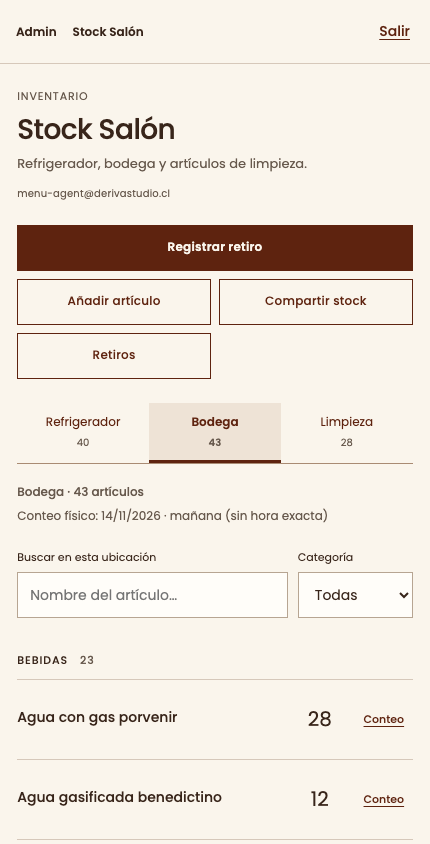 Admin Stock Salón Salir
INVENTARIO
Stock Salón
Refrigerador, bodega y artículos de limpieza.
menu-agent@derivastudio.cl
Registrar retiro
Añadir artículo Compartir stock
Retiros
Refrigerador Bodega Limpieza
40 43 28
Bodega · 43 artículos
Conteo físico: 14/11/2026 · mañana (sin hora exacta)
Buscar en esta ubicación Categoría
Nombre del artículo… Todas
BEBIDAS 23
Agua con gas porvenir 28 Conteo
Agua gasificada benedictino 12 Conteo